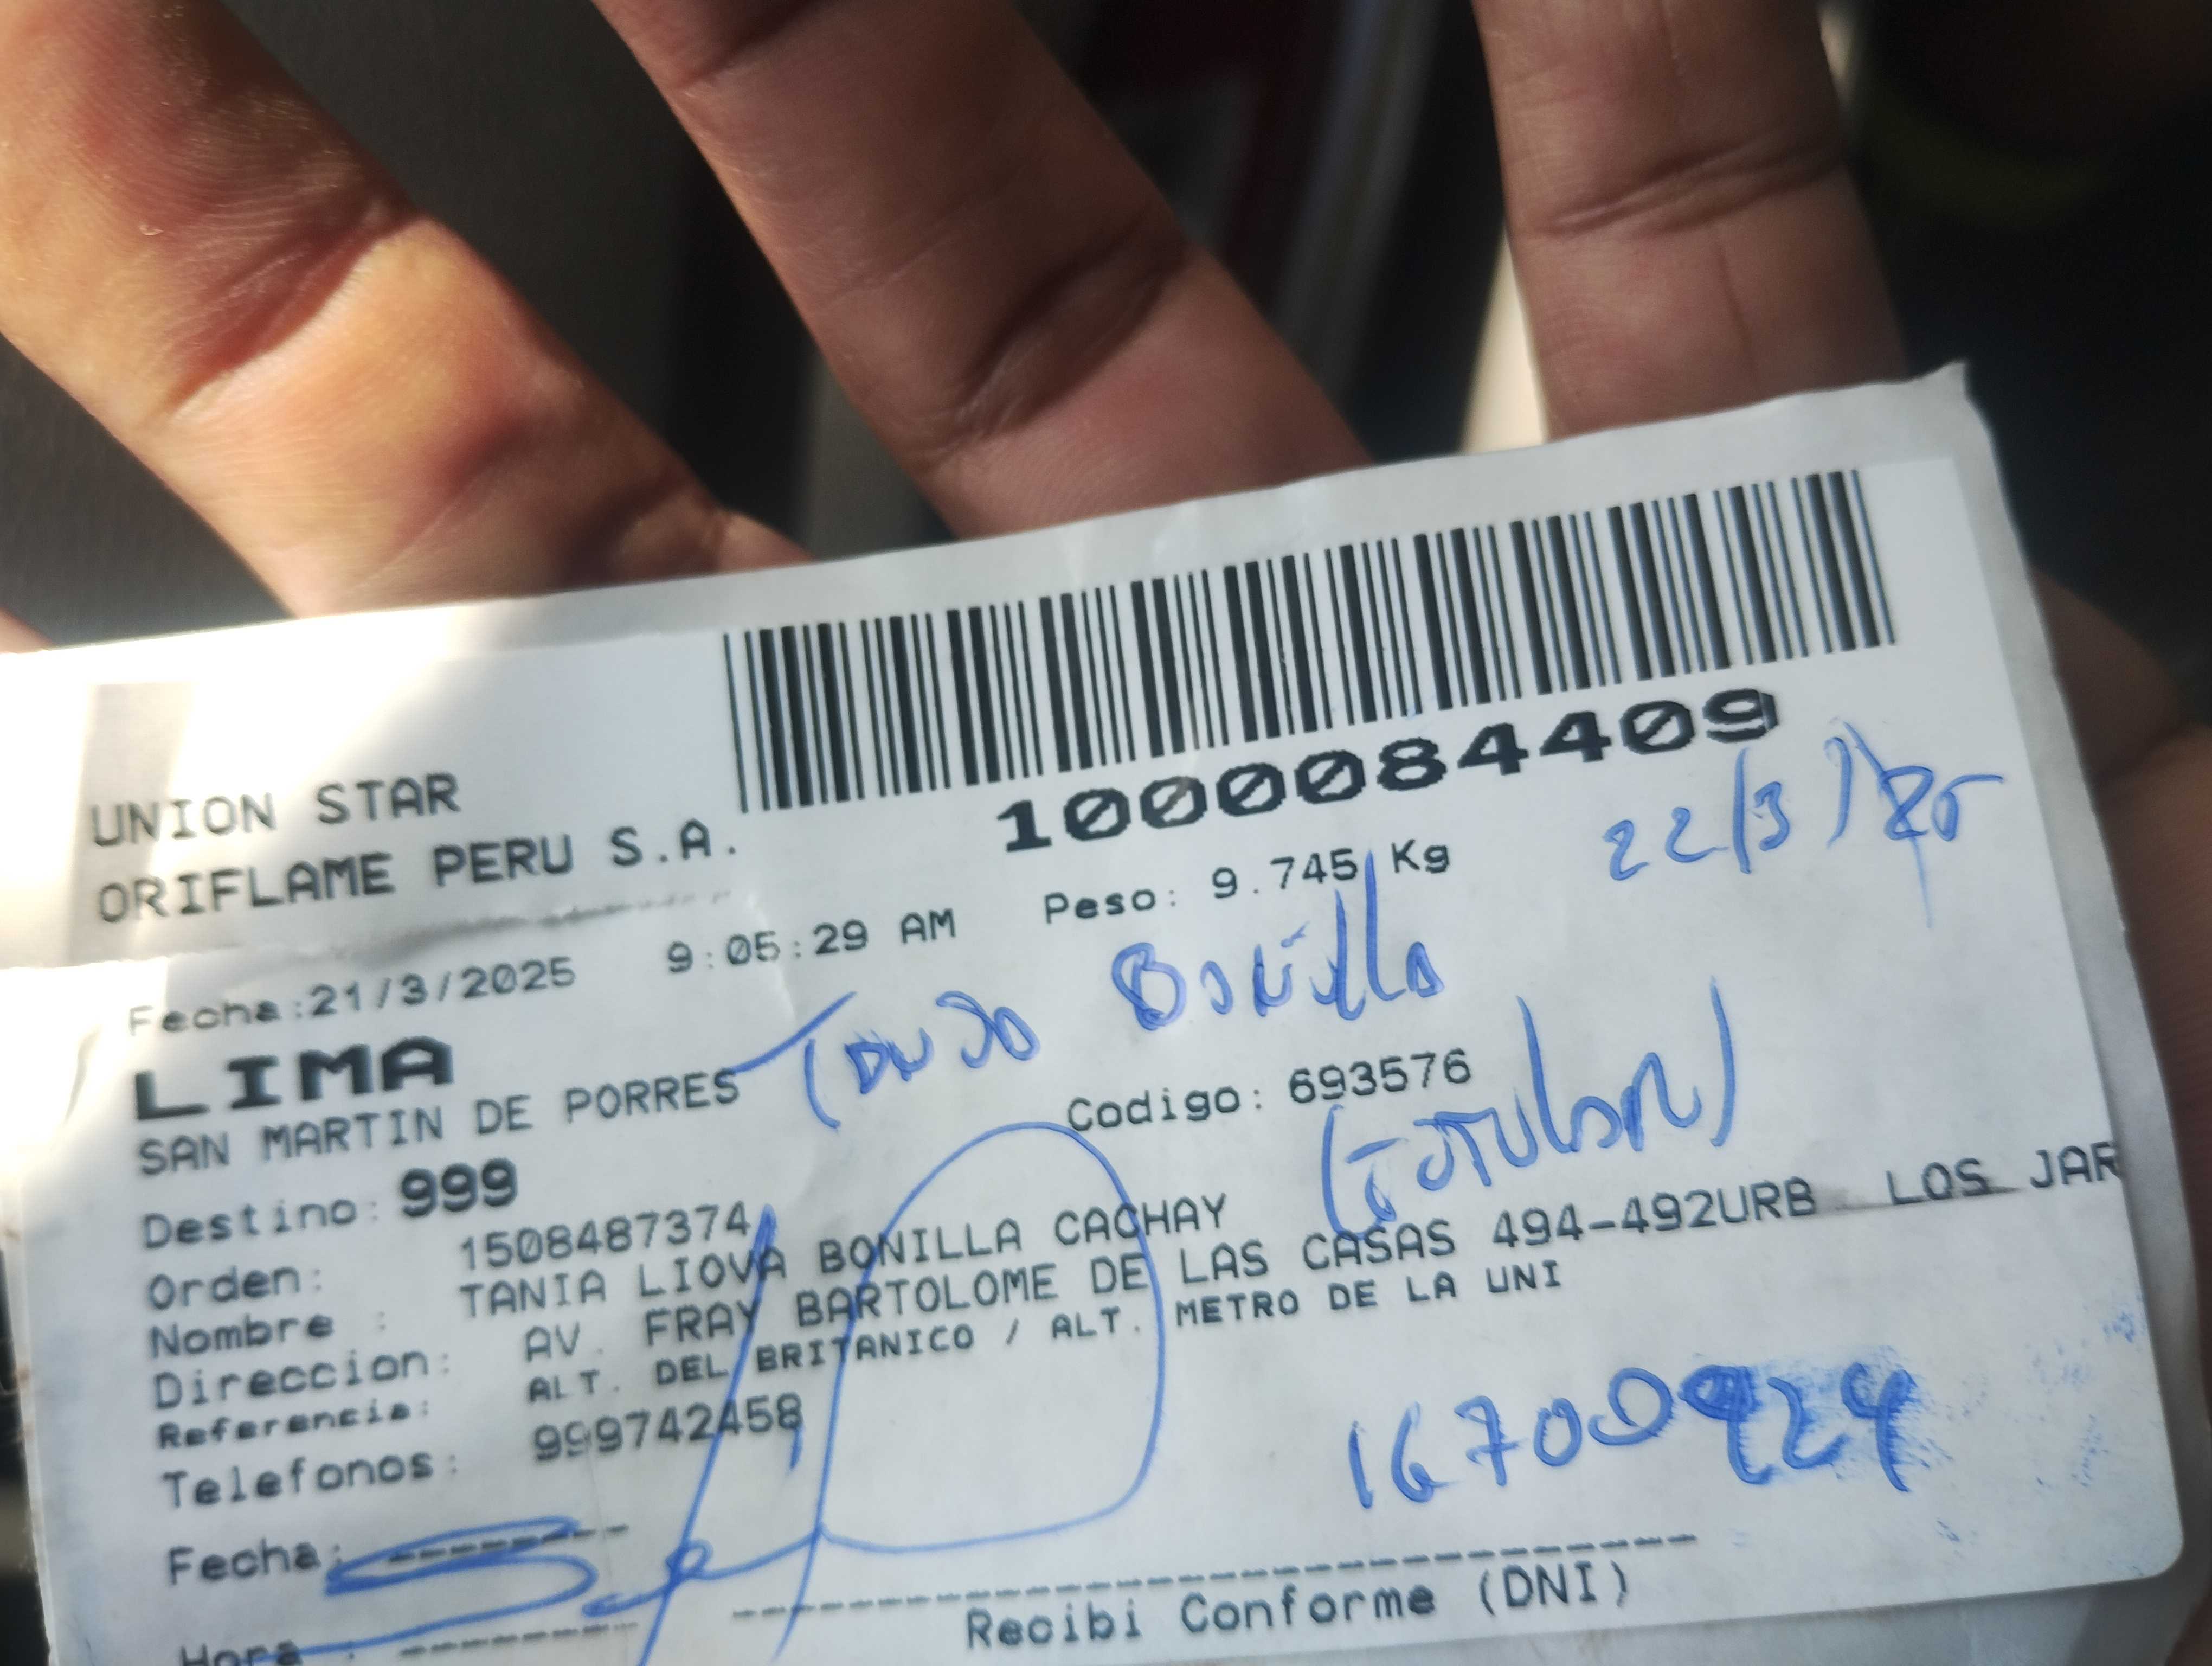 1000084409
UNION STAR
ORIFLAME PERU S.A.
22/3/25
Fecha:21/3/2025 9:05:29 AM Peso: 9.745 Kg
Bonilla
LIMA
SAN MARTIN DE PORRES
Codigo: 693576
(TITULAR)
Destino: 999
Orden: 1508487374
Nombre : TANIA LIOVA BONILLA CACHAY
Direccion: AV. FRAY BARTOLOME DE LAS CASAS 494-492URB LOS JAR
Referencia: ALT. DEL BRITANICO / ALT. METRO DE LA UNI
Telefonos: 999742458
16700924
Fecha:
Hora :
Recibi Conforme (DNI)